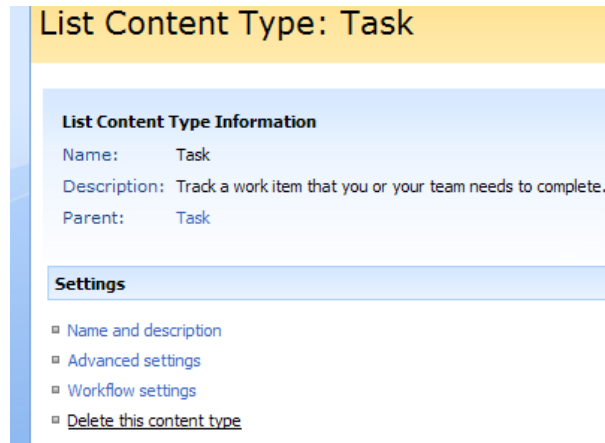 List Content Type: Task
List Content Type Information
Name: Task
Description: Track a work item that you or your team needs to complete.
Parent: Task
Settings
Name and description
Advanced settings
Workflow settings
Delete this content type